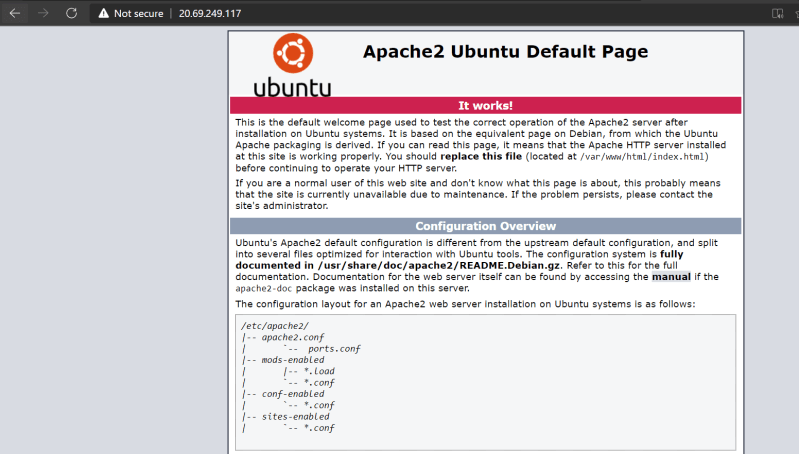 Not secure | 20.69.249.117
ubuntu
Apache2 Ubuntu Default Page
It works!
This is the default welcome page used to test the correct operation of the Apache2 server after
installation on Ubuntu systems. It is based on the equivalent page on Debian, from which the Ubuntu
Apache packaging is derived. If you can read this page, it means that the Apache HTTP server installed
at this site is working properly. You should replace this file (located at /var/www/html/index.html)
before continuing to operate your HTTP server.
If you are a normal user of this web site and don't know what this page is about, this probably means
that the site is currently unavailable due to maintenance. If the problem persists, please contact the
site's administrator.
Configuration Overview
Ubuntu's Apache2 default configuration is different from the upstream default configuration, and split
into several files optimized for interaction with Ubuntu tools. The configuration system is fully
documented in /usr/share/doc/apache2/README.Debian.gz. Refer to this for the full
documentation. Documentation for the web server itself can be found by accessing the manual if the
apache2-doc package was installed on this server.
The configuration layout for an Apache2 web server installation on Ubuntu systems is as follows:
/etc/apache2/
|-- apache2.conf
|       `--  ports.conf
|-- mods-enabled
|       |-- *.load
|       `-- *.conf
|-- conf-enabled
|       `-- *.conf
|-- sites-enabled
|       `-- *.conf